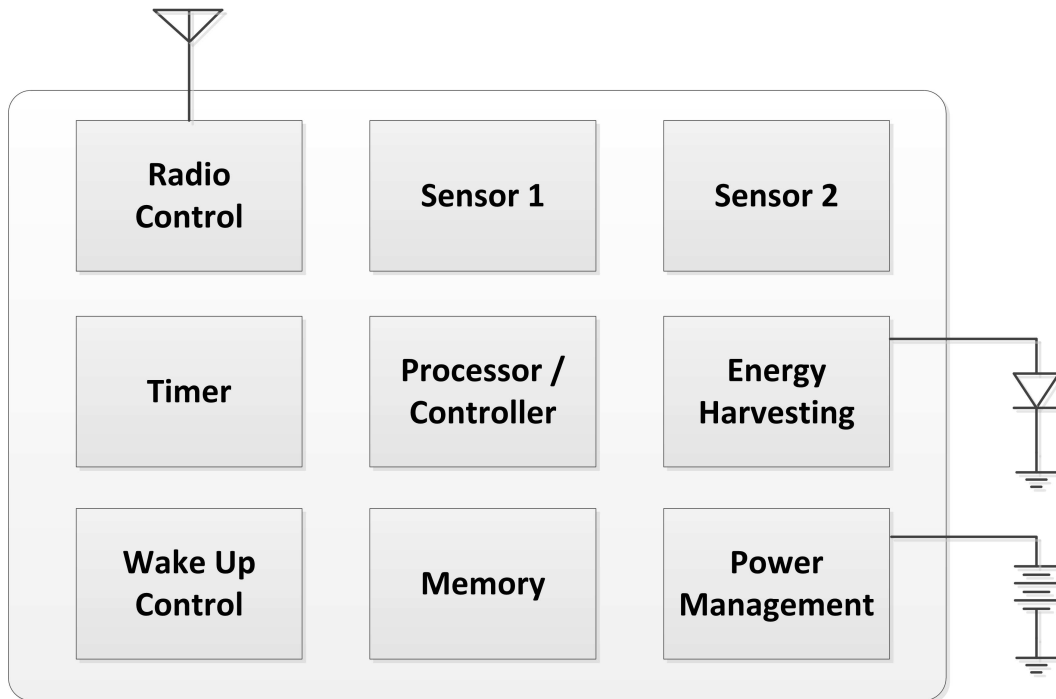 Radio
Control
Sensor 1
Sensor 2
Timer
Processor /
Controller
Energy
Harvesting
Wake Up
Control
Memory
Power
Management